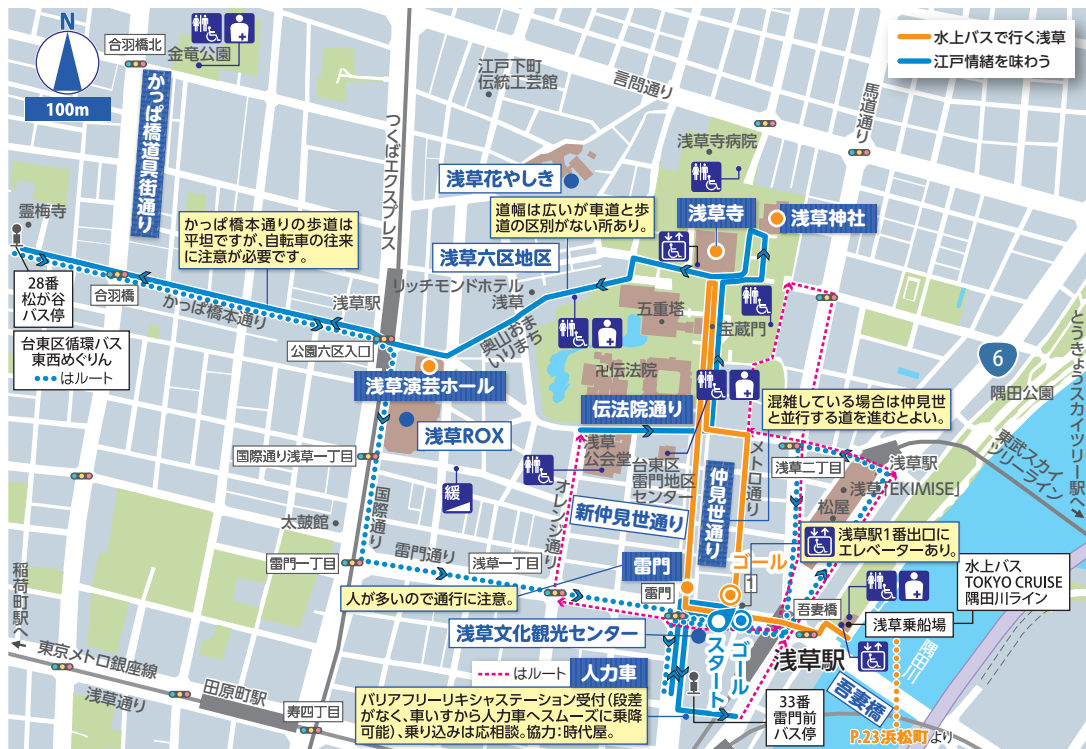 N
100m
合羽橋北
金竜公園
かっぱ橋道具街通り
江戸下町
伝統工芸館
言問通り
馬道通り
水上バスで行く浅草
江戸情緒を味わう
つくばエクスプレス
浅草寺病院
浅草花やしき
浅草寺
浅草神社
霊梅寺
かっぱ橋本通りの歩道は
平坦ですが、自転車の往来
に注意が必要です。
道幅は広いが車道と歩
道の区別がない所あり。
浅草六区地区
リッチモンドホテル
浅草
28番
松が谷
バス停
合羽橋
かっぱ橋本通り
浅草駅
奥山おま
いりまち
五重塔
宝蔵門
台東区循環バス
東西めぐりん
はルート
公園六区入口
卍伝法院
6
隅田公園
とうきょうスカイツリー駅へ
浅草演芸ホール
伝法院通り
混雑している場合は仲見世
と並行する道を進むとよい。
浅草ROX
浅草
公会堂
台東区
雷門地区
センター
メトロ通り
浅草二丁目
浅草駅
東武スカイ
ツリーライン
国際通り浅草一丁目
緩
オレンジ通り
仲見世通り
松屋
浅草「EKIMISE」
国際通り
太鼓館
新仲見世通り
浅草駅1番出口に
エレベーターあり。
雷門一丁目
雷門通り
浅草一丁目
雷門
ゴール
1
水上バス
TOKYO CRUISE
隅田川ライン
人が多いので通行に注意。
雷門
吾妻橋
浅草乗船場
稲荷町駅へ
浅草文化観光センター
スタート
ゴール
浅草駅
隅田川
東京メトロ銀座線
田原町駅
浅草通り
寿四丁目
はルート
人力車
バリアフリーリキシャステーション受付(段差
がなく、車いすから人力車へスムーズに乗降
可能)、乗り込みは応相談。協力:時代屋。
33番
雷門前
バス停
吾妻橋
P.23浜松町より